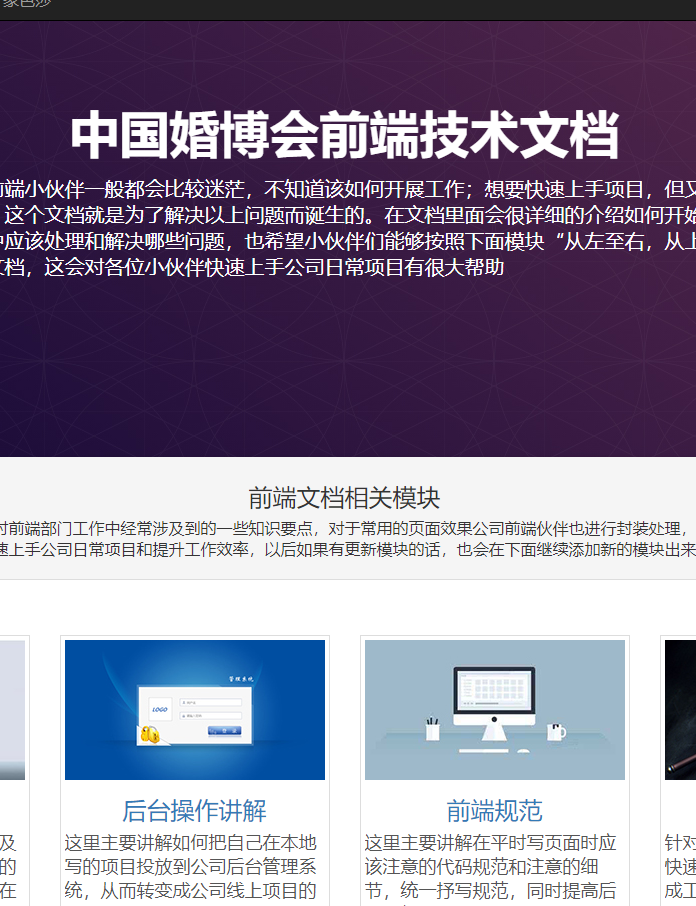 中国婚博会前端技术文档
端小伙伴一般都会比较迷茫，不知道该如何开展工作；想要快速上手项目，但又
这个文档就是为了解决以上问题而诞生的。在文档里面会很详细的介绍如何开始
应该处理和解决哪些问题，也希望小伙伴们能够按照下面模块“从左至右，从上
文档，这会对各位小伙伴快速上手公司日常项目有很大帮助
前端文档相关模块
对前端部门工作中经常涉及到的一些知识要点，对于常用的页面效果公司前端伙伴也进行封装处理，
速上手公司日常项目和提升工作效率，以后如果有更新模块的话，也会在下面继续添加新的模块出来
管理系统
LOGO
后台操作讲解
前端规范
及
的
在
这里主要讲解如何把自己在本地
写的项目投放到公司后台管理系
统，从而转变成公司线上项目的
这里主要讲解在平时写页面时应
该注意的代码规范和注意的细
节，统一抒写规范，同时提高后
针对
快速
成工